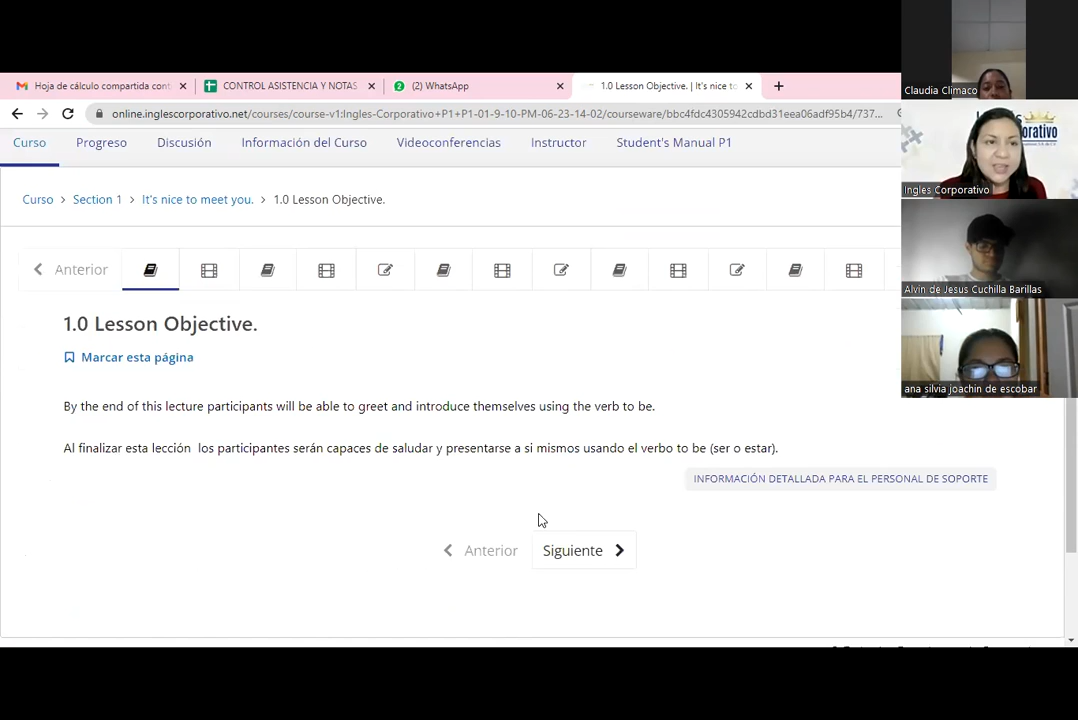 Hoja de cálculo compartida cont
CONTROL ASISTENCIA Y NOTAS
(2) WhatsApp
1.0 Lesson Objective. | It's nice to
online.inglescorporativo.net/courses/course-v1:Ingles-Corporativo+P1+P1-01-9-10-PM-06-23-14-02/courseware/bbc4fdc4305942cdbd31eea06adf95b4/737...
Curso
Progreso
Discusión
Información del Curso
Videoconferencias
Instructor
Student's Manual P1
Curso > Section 1 > It's nice to meet you. > 1.0 Lesson Objective.
Anterior
1.0 Lesson Objective.
Marcar esta página
By the end of this lecture participants will be able to greet and introduce themselves using the verb to be.
Al finalizar esta lección los participantes serán capaces de saludar y presentarse a si mismos usando el verbo to be (ser o estar).
INFORMACIÓN DETALLADA PARA EL PERSONAL DE SOPORTE
Anterior
Siguiente
Claudia Climaco
Ingles Corporativo
Alvin de Jesus Cuchilla Barillas
ana silvia joachin de escobar